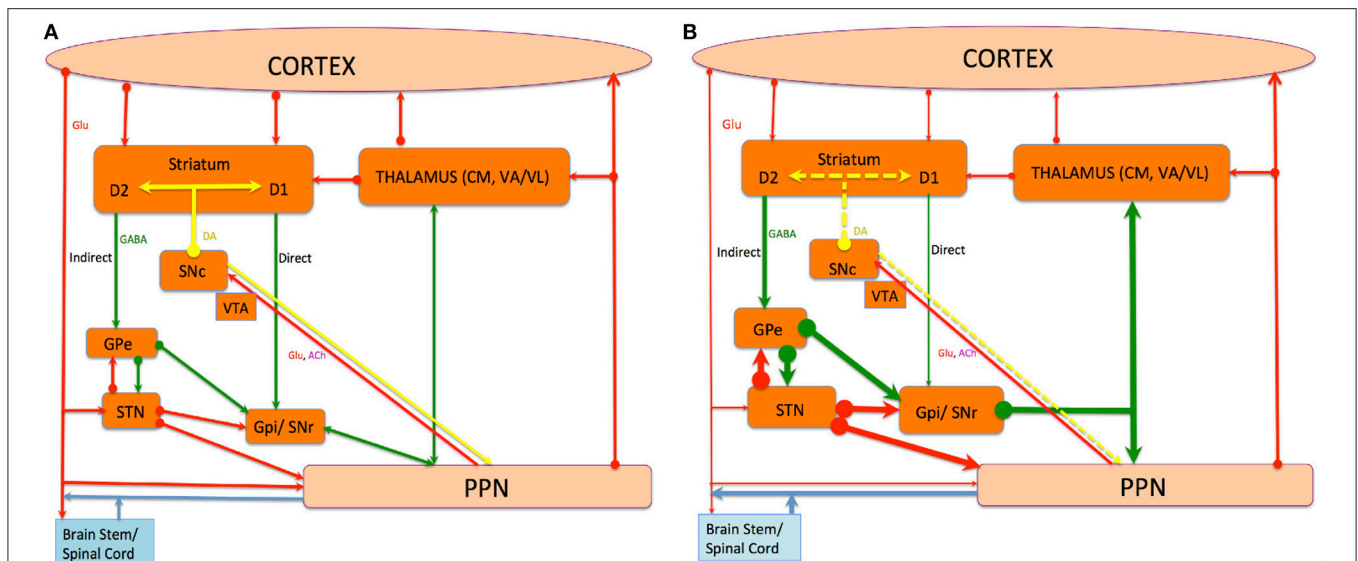 A
CORTEX
Glu
Striatum
D2
D1
THALAMUS (CM, VA/VL)
GABA
DA
Indirect
Direct
SNc
VTA
GPe
Glu, ACh
STN
Gpi/ SNr
PPN
Brain Stem/
Spinal Cord
B
CORTEX
Glu
Striatum
D2
D1
THALAMUS (CM, VA/VL)
GABA
DA
Indirect
Direct
SNc
VTA
GPe
Glu, ACh
STN
Gpi/ SNr
PPN
Brain Stem/
Spinal Cord